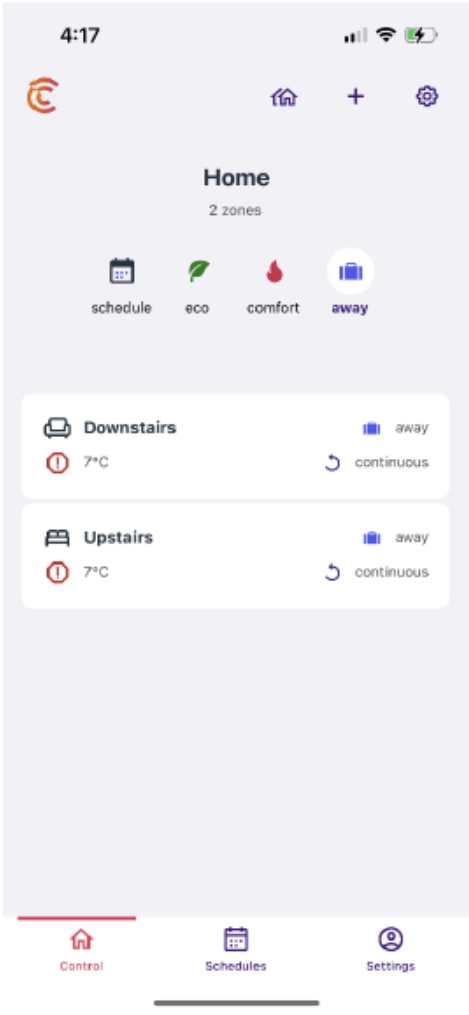 4:17
Home
2 zones
schedule eco comfort away
Downstairs away
7°C continuous
Upstairs away
7°C continuous
Control Schedules Settings